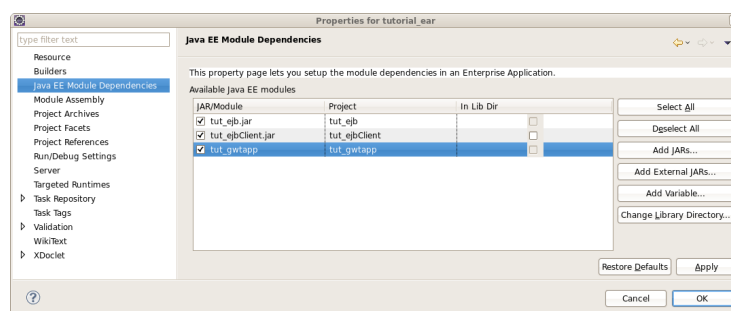 Properties for tutorial_ear
type filter text
Resource
Builders
Java EE Module Dependencies
Module Assembly
Project Archives
Project Facets
Project References
Run/Debug Settings
Server
Targeted Runtimes
Task Repository
Task Tags
Validation
WikiText
XDoclet
Java EE Module Dependencies
This property page lets you setup the module dependencies in an Enterprise Application.
Available Java EE modules
JAR/Module Project In Lib Dir
tut_ejb.jar tut_ejb
tut_ejbClient.jar tut_ejbClient
tut_gwtapp tut_gwtapp
Select All
Deselect All
Add JARs...
Add External JARs...
Add Variable...
Change Library Directory...
Restore Defaults Apply
? Cancel OK